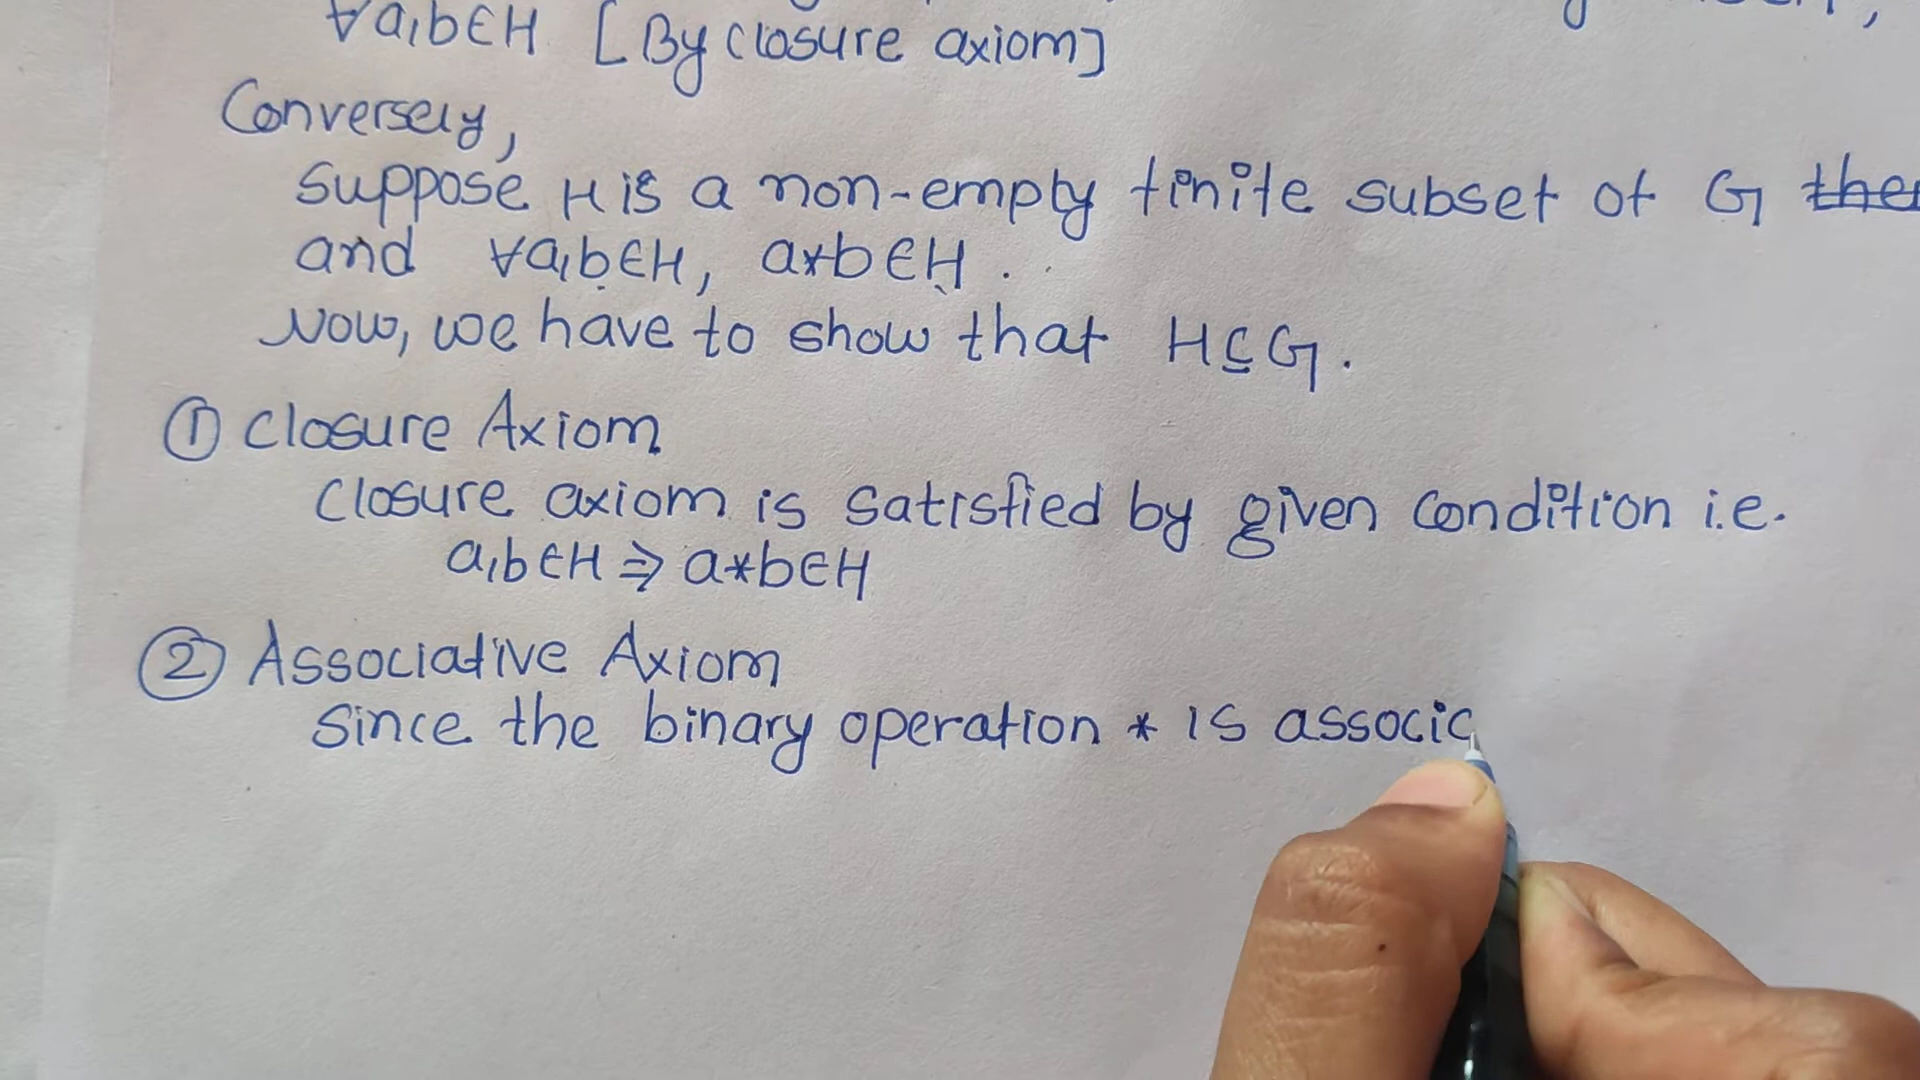 ∀a,b∈H [By closure axiom]
Conversely,
Suppose H is a non-empty finite subset of G
and ∀a,b∈H, a*b∈H.
Now, we have to show that H⊆G.
① Closure Axiom
Closure axiom is satisfied by given condition i.e.
a,b∈H ⇒ a*b∈H
② Associative Axiom
Since the binary operation * is associa